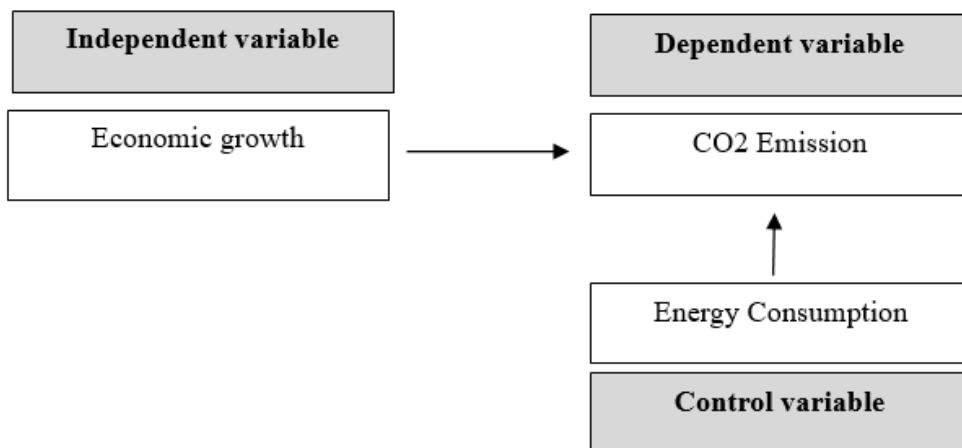 Independent variable
Economic growth
Dependent variable
CO2 Emission
Energy Consumption
Control variable